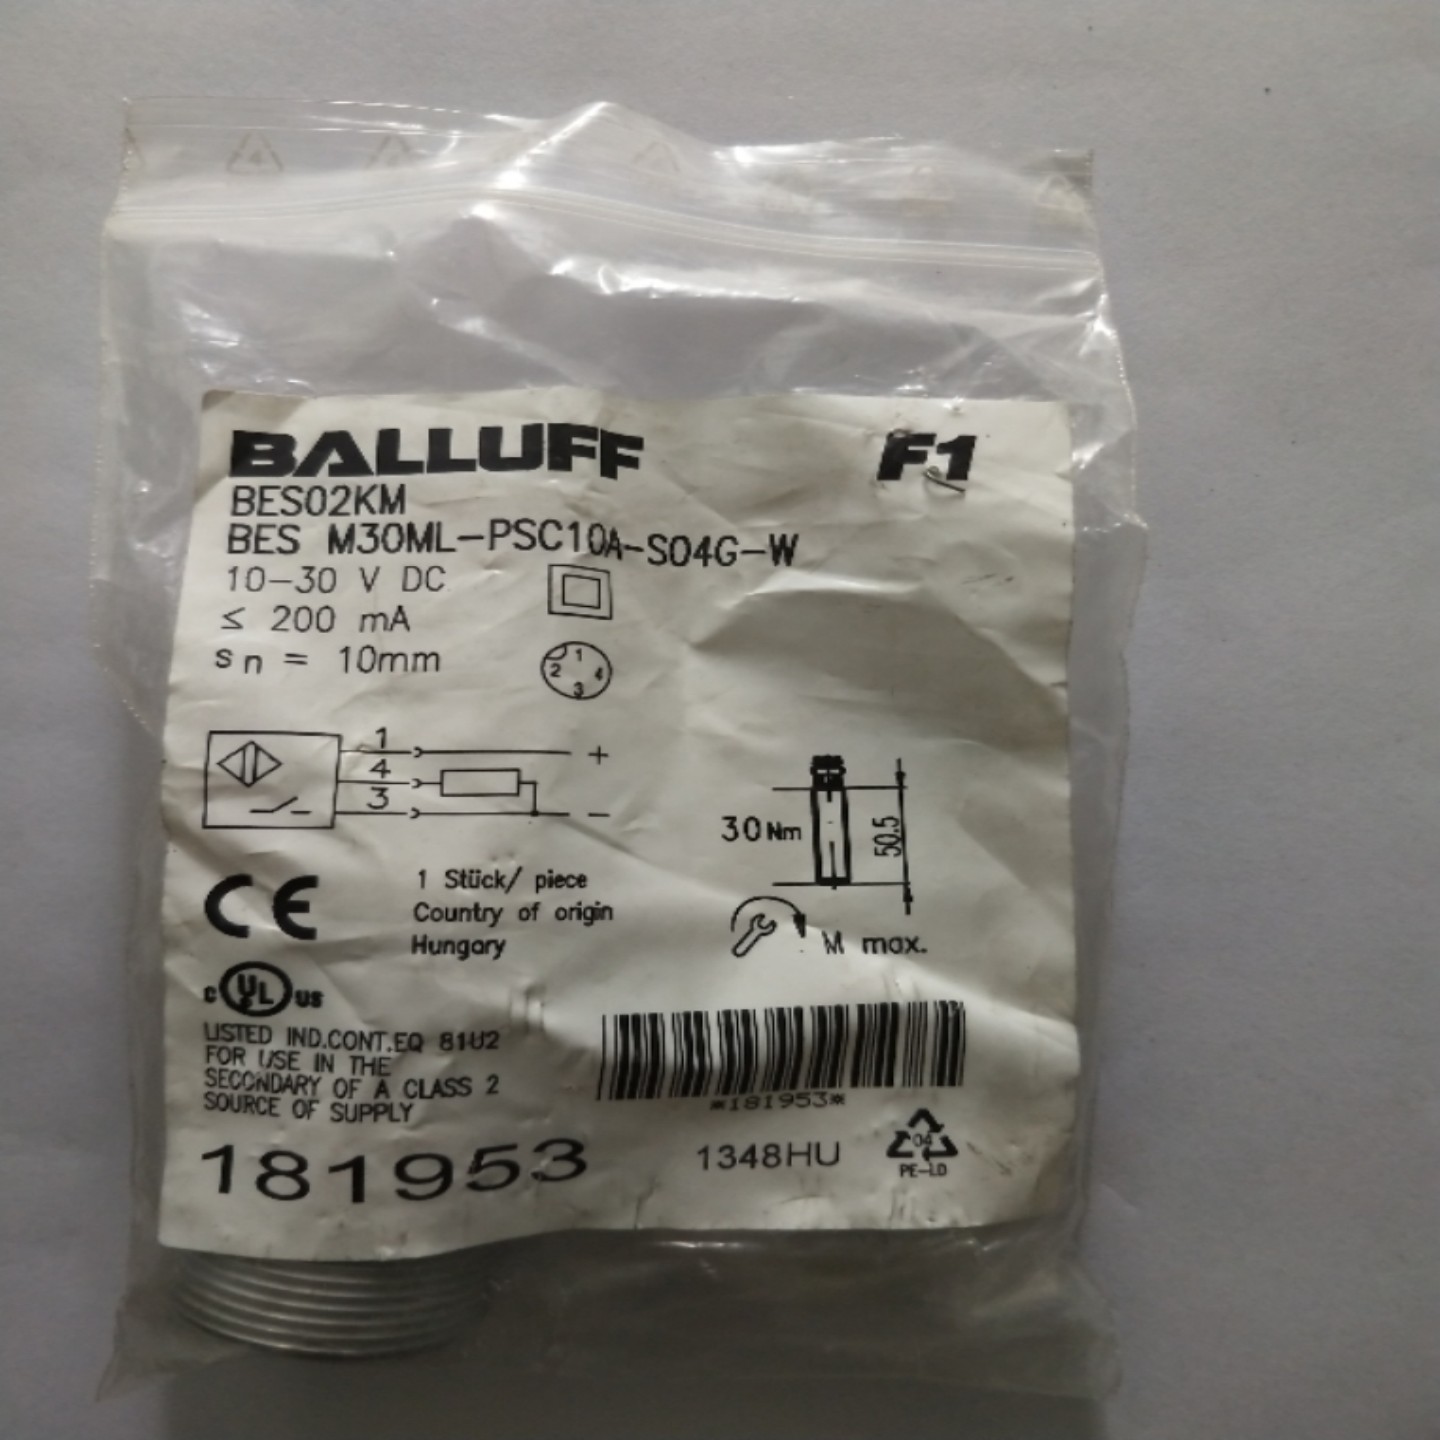 BALLUFF F1
BES02KM
BES M30ML-PSC10A-S04G-W
10-30 V DC
≤ 200 mA
sn = 10mm
1
2 4
3
1 +
4
3 -
30 Nm 50.5
M max.
CE
1 Stück/ piece
Country of origin
Hungary
C UL US
LISTED IND.CONT.EQ 81U2
FOR USE IN THE
SECONDARY OF A CLASS 2
SOURCE OF SUPPLY
*181953*
181953
1348HU
04
PE-LD